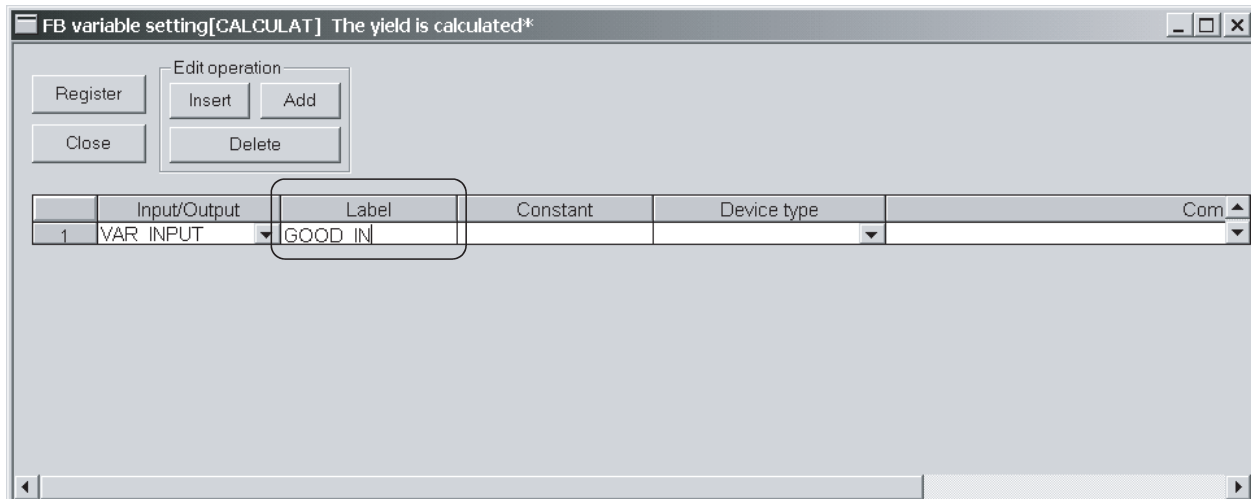 FB variable setting[CALCULAT] The yield is calculated*
Edit operation
Register
Insert
Add
Close
Delete
Input/Output Label Constant Device type Com
1 VAR_INPUT GOOD_IN